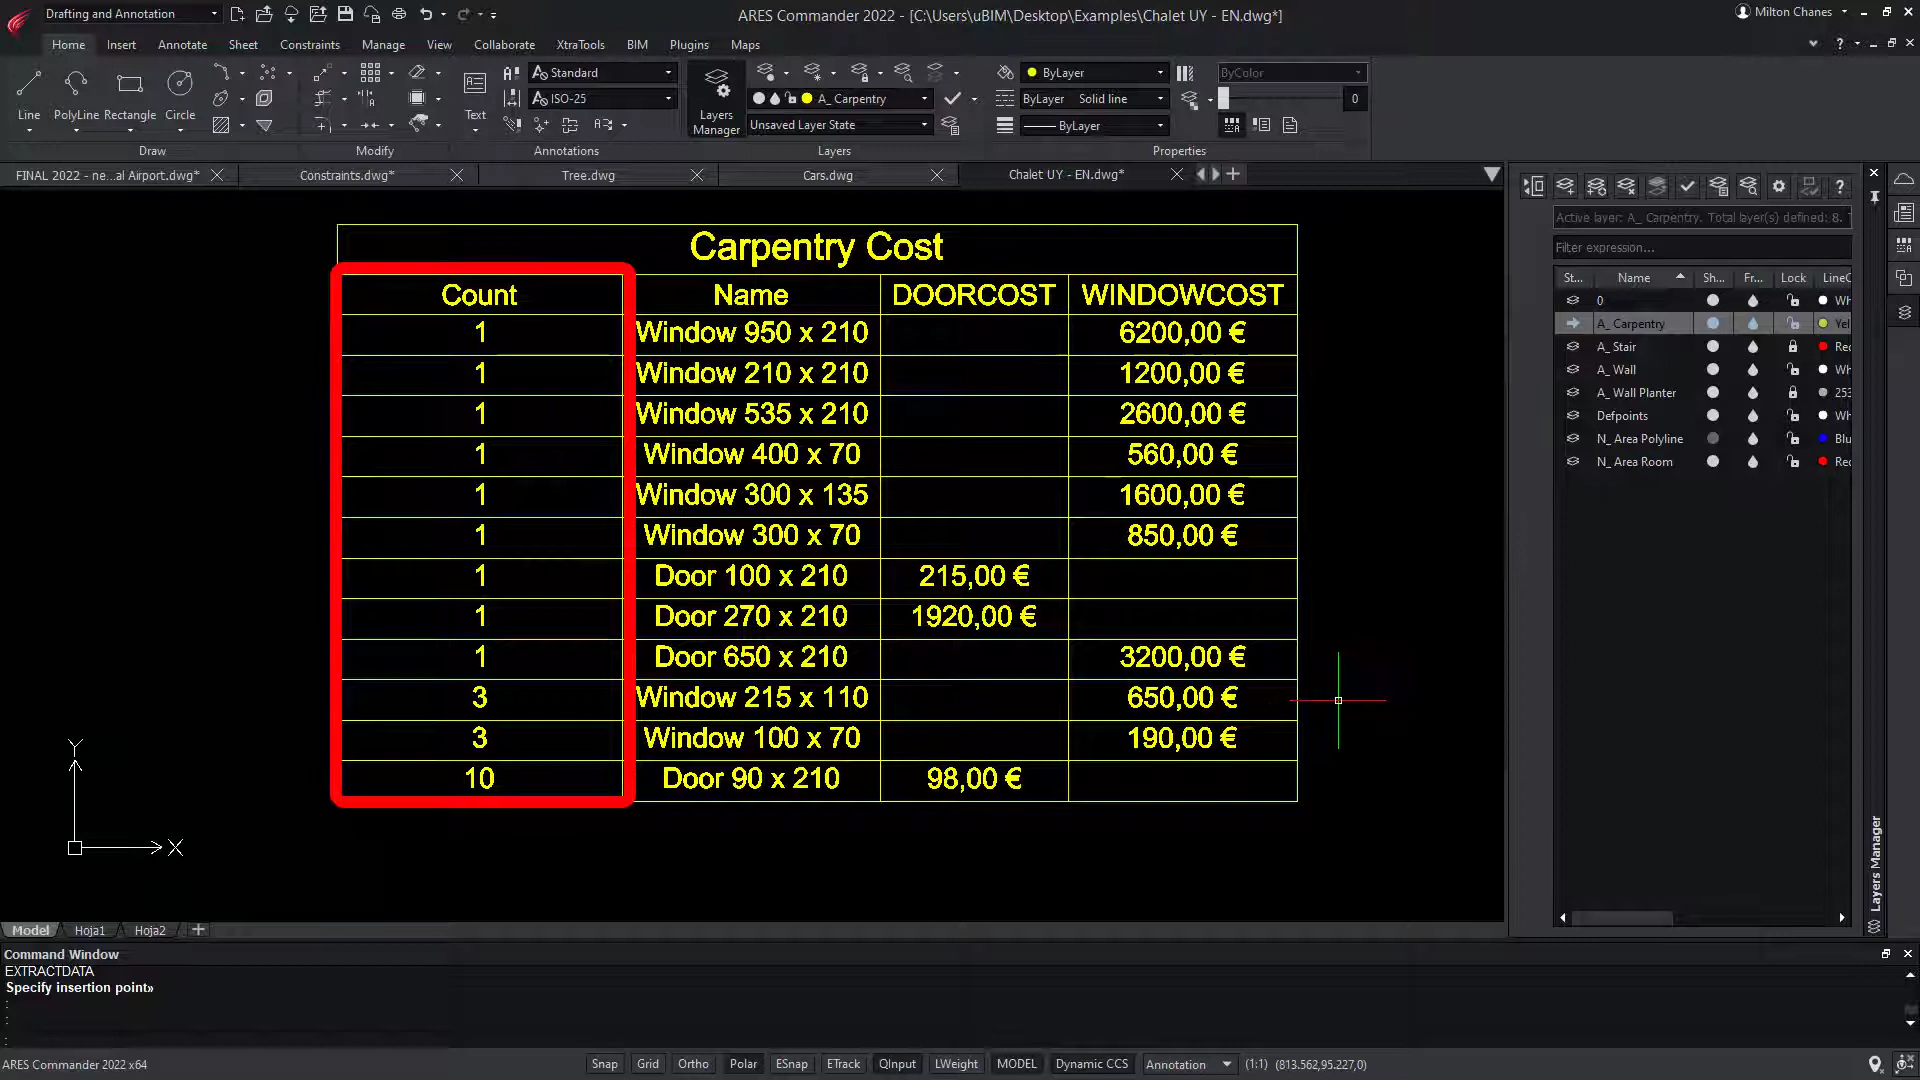 Drafting and Annotation
ARES Commander 2022 - [C:\Users\uBIM\Desktop\Examples\Chalet UY - EN.dwg*]
Milton Chanes
Home Insert Annotate Sheet Constraints Manage View Collaborate XtraTools BIM Plugins Maps
Line PolyLine Rectangle Circle
Text
Standard
ISO-25
Layers Manager
A_ Carpentry
Unsaved Layer State
ByLayer
ByLayer Solid line
ByLayer
ByColor
0
Draw Modify Annotations Layers Properties
FINAL 2022 - ne...al Airport.dwg* Constraints.dwg* Tree.dwg Cars.dwg Chalet UY - EN.dwg*
Carpentry Cost
Count Name DOORCOST WINDOWCOST
1 Window 950 x 210 6200,00 €
1 Window 210 x 210 1200,00 €
1 Window 535 x 210 2600,00 €
1 Window 400 x 70 560,00 €
1 Window 300 x 135 1600,00 €
1 Window 300 x 70 850,00 €
1 Door 100 x 210 215,00 €
1 Door 270 x 210 1920,00 €
1 Door 650 x 210 3200,00 €
3 Window 215 x 110 650,00 €
3 Window 100 x 70 190,00 €
10 Door 90 x 210 98,00 €
Y
X
Active layer: A_ Carpentry. Total layer(s) defined: 8.
Filter expression...
St... Name Sh... Fr... Lock LineC
0 Wh
A_ Carpentry Yel
A_ Stair Rec
A_ Wall Wh
A_ Wall Planter 253
Defpoints Wh
N_ Area Polyline Blu
N_ Area Room Rec
Layers Manager
Model Hoja1 Hoja2
Command Window
EXTRACTDATA
Specify insertion point»
:
:
:
ARES Commander 2022 x64
Snap Grid Ortho Polar ESnap ETrack QInput LWeight MODEL Dynamic CCS Annotation (1:1) (813.562,95.227,0)